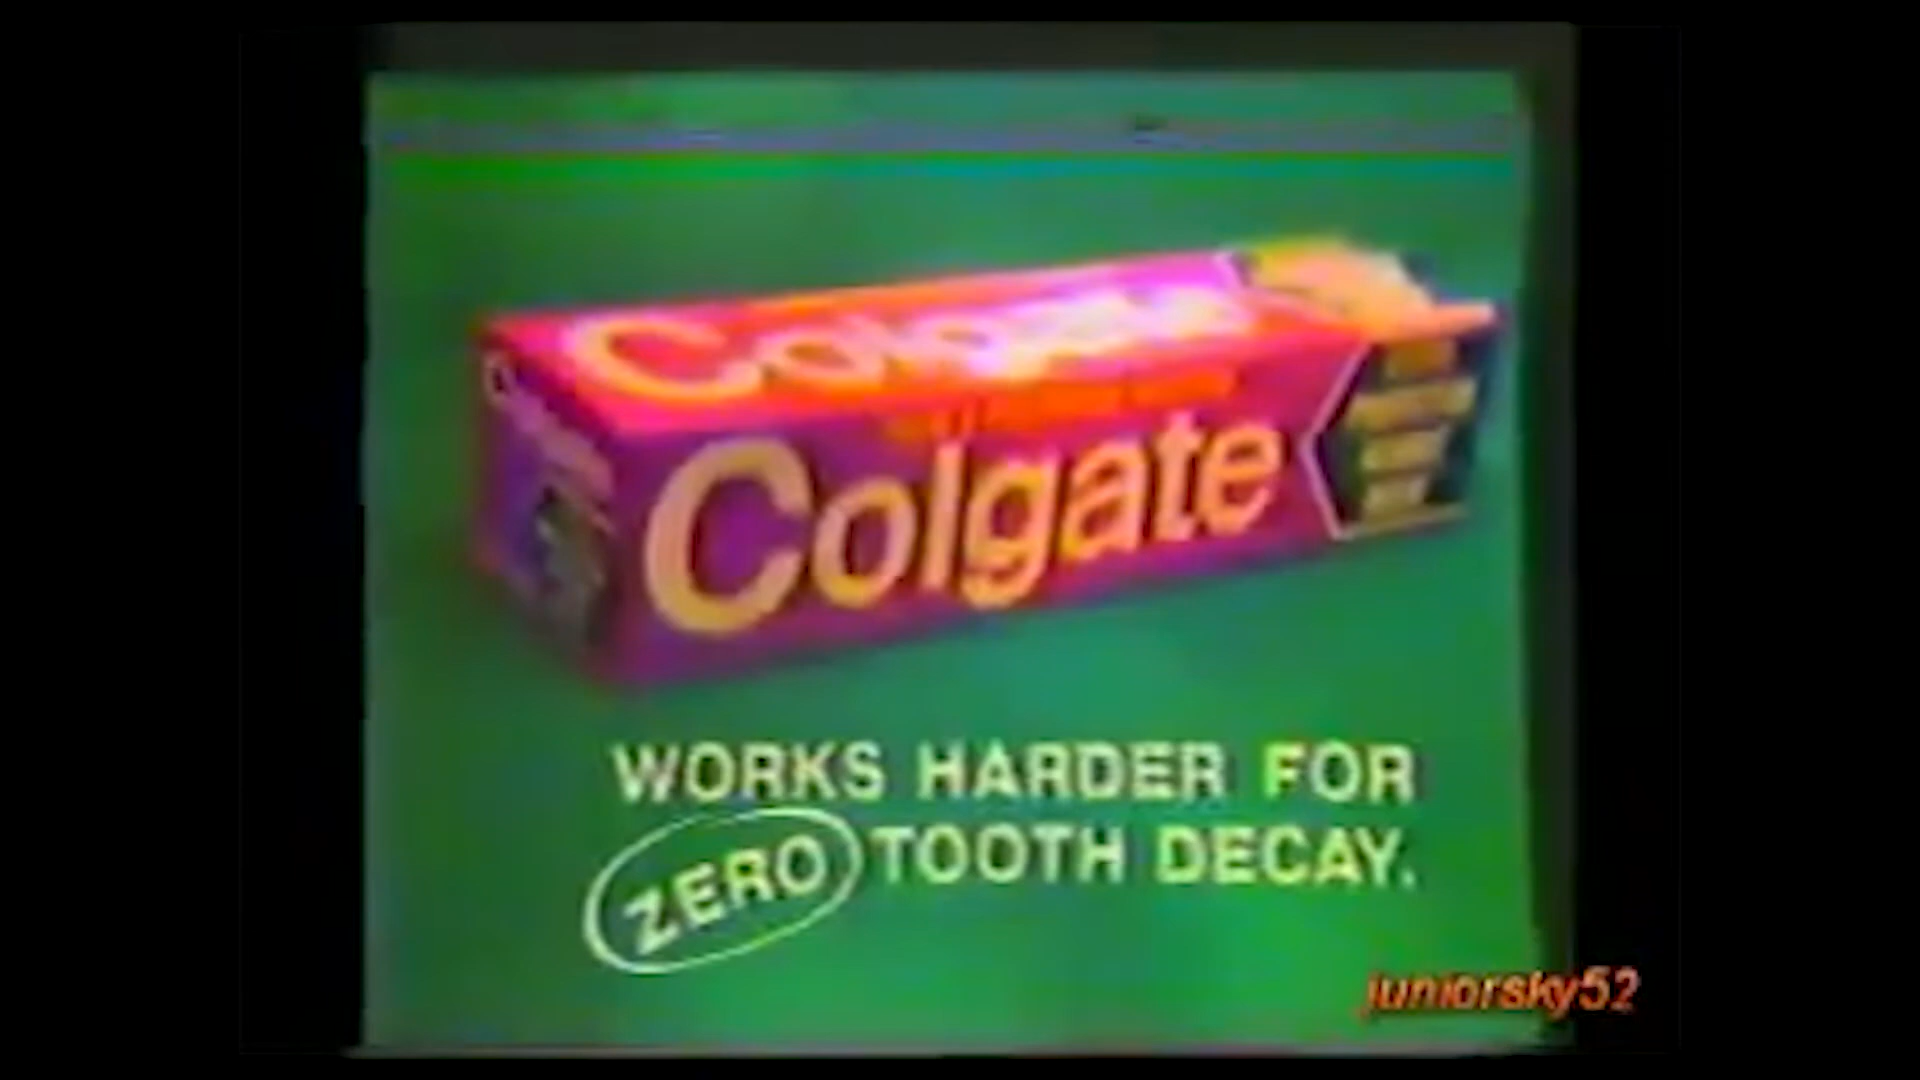 Colgate
Colgate
WORKS HARDER FOR
ZERO TOOTH DECAY.
juniorsky52